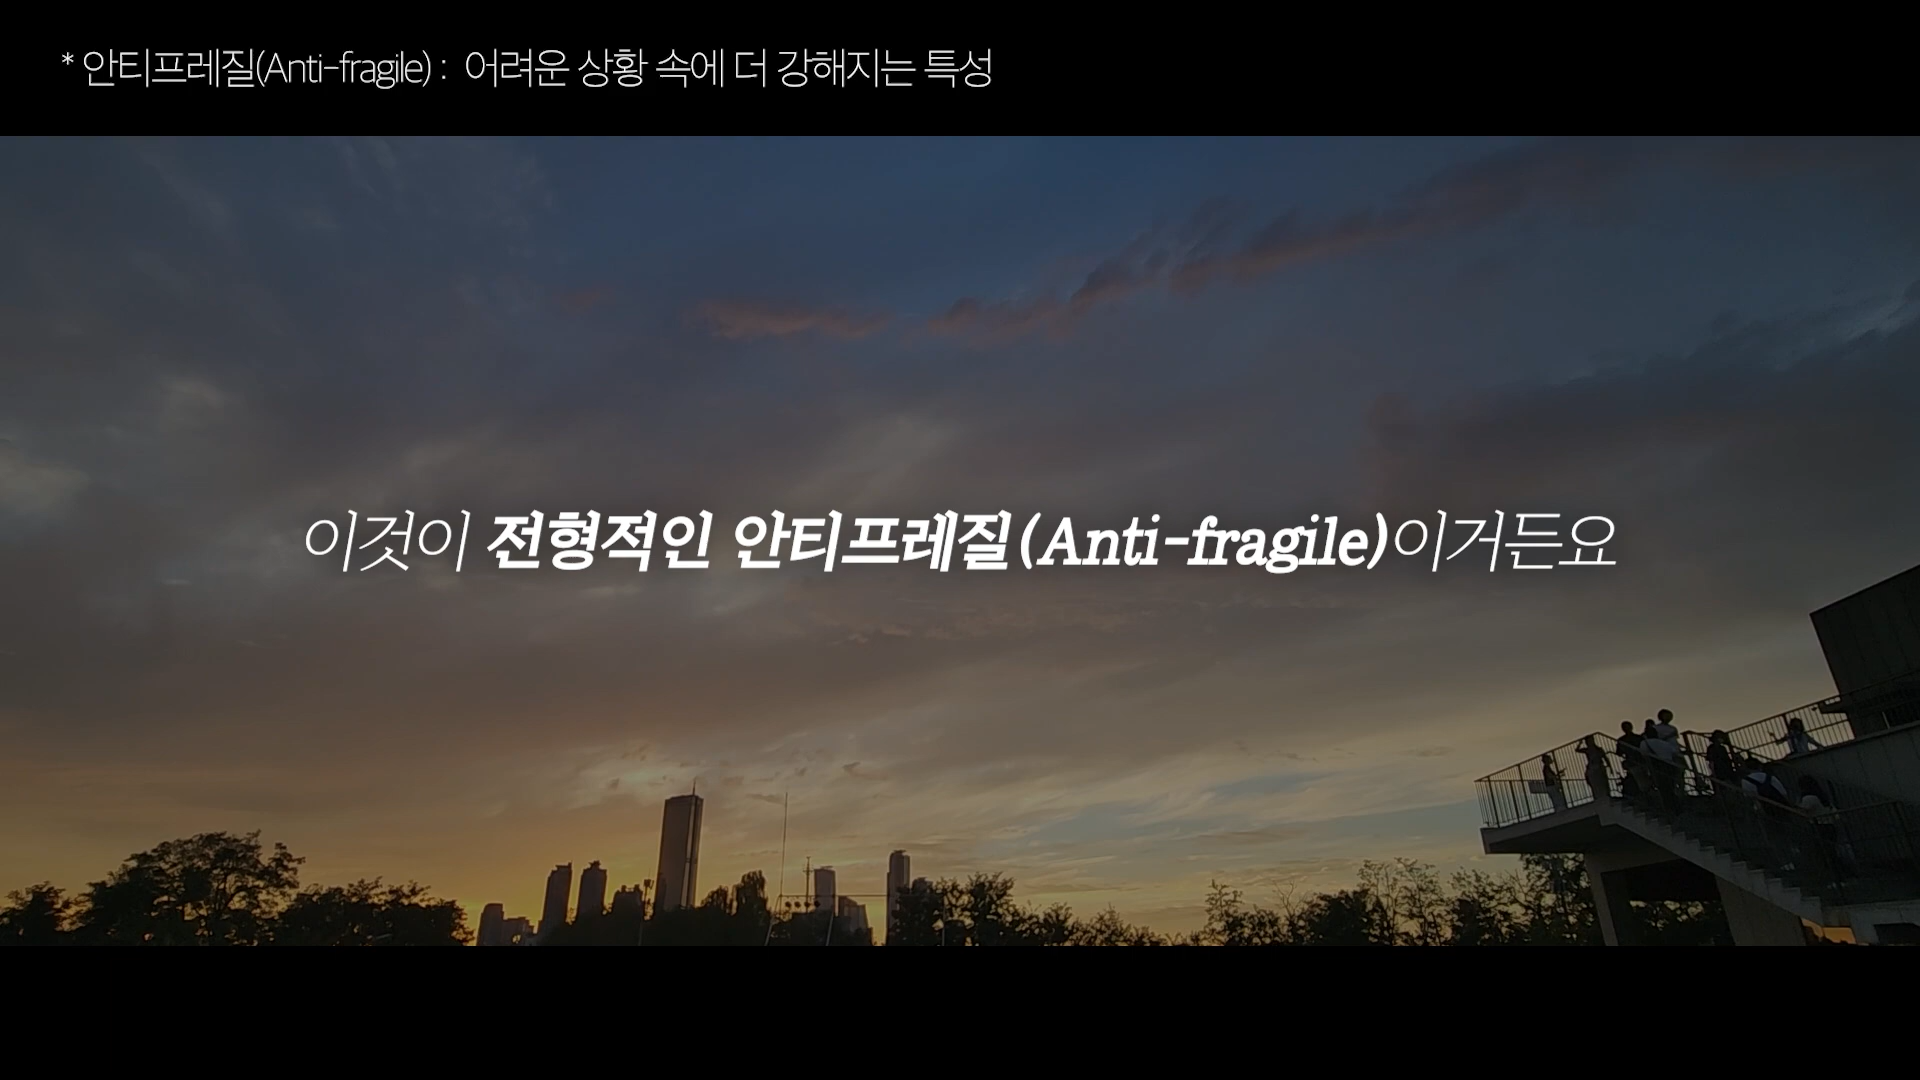 * 안티프레질(Anti-fragile) : 어려운 상황 속에 더 강해지는 특성
이것이 전형적인 안티프레질(Anti-fragile)이거든요